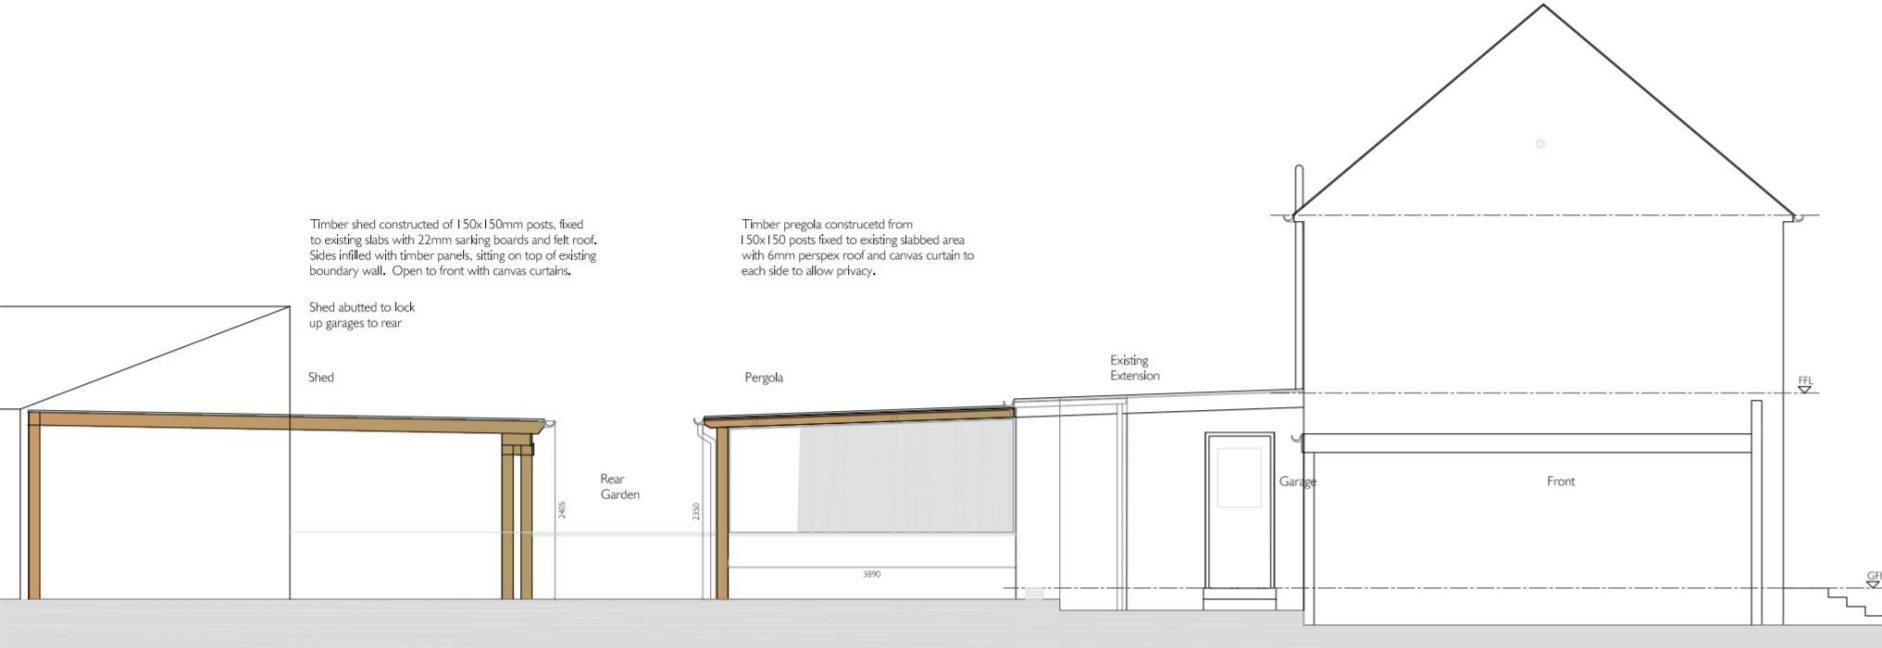 Timber shed constructed of 150x150mm posts, fixed
to existing slabs with 22mm sarking boards and felt roof.
Sides infilled with timber panels, sitting on top of existing
boundary wall. Open to front with canvas curtains.
Shed abutted to lock
up garages to rear
Shed
Timber pregola construcetd from
150x150 posts fixed to existing slabbed area
with 6mm perspex roof and canvas curtain to
each side to allow privacy.
Pergola
Existing
Extension
FFL
Rear
Garden
2405
2350
3890
Garage
Front
GFL